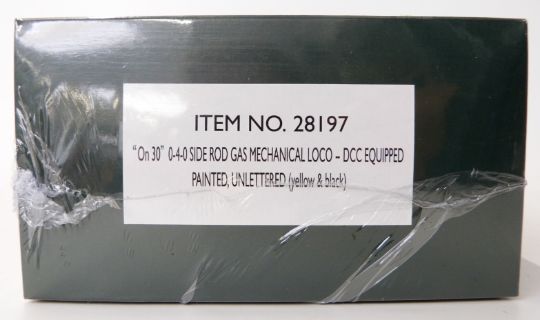 ITEM NO. 28197
"On 30" 0-4-0 SIDE ROD GAS MECHANICAL LOCO – DCC EQUIPPED
PAINTED, UNLETTERED (yellow & black)